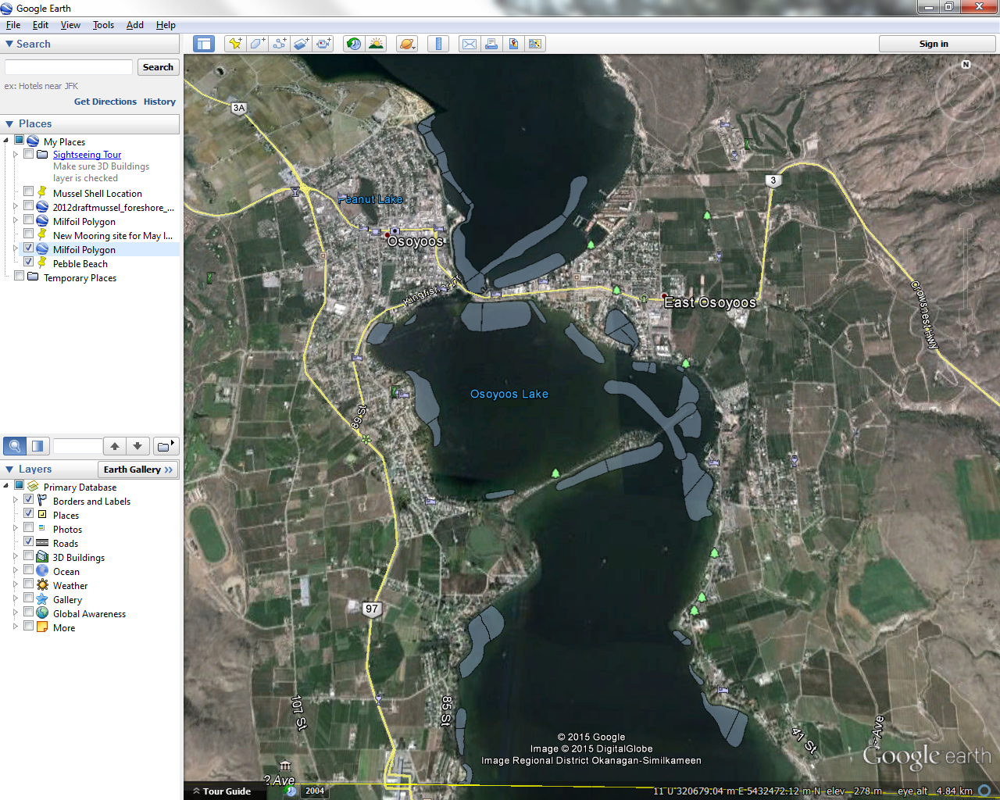 Google Earth
File Edit View Tools Add Help
Search
Search
ex: Hotels near JFK
Get Directions History
Places
My Places
Sightseeing Tour
Make sure 3D Buildings
layer is checked
Mussel Shell Location
2012draftmussel_foreshore_...
Milfoil Polygon
New Mooring site for May l...
Milfoil Polygon
Pebble Beach
Temporary Places
Layers
Earth Gallery »
Primary Database
Borders and Labels
Places
Photos
Roads
3D Buildings
Ocean
Weather
Gallery
Global Awareness
More
Sign in
N
3A
3
Peanut Lake
Osoyoos
Kingfisher Dr
East Osoyoos
Crowsnest Hwy
Osoyoos Lake
89 St
97
107 St
85 St
41 St
Ave
2 Ave
© 2015 Google
Image © 2015 DigitalGlobe
Image Regional District Okanagan-Similkameen
Google earth
Tour Guide
2004
11 U 320679.04 m E 5432472.12 m N elev 278 m eye alt 4.84 km